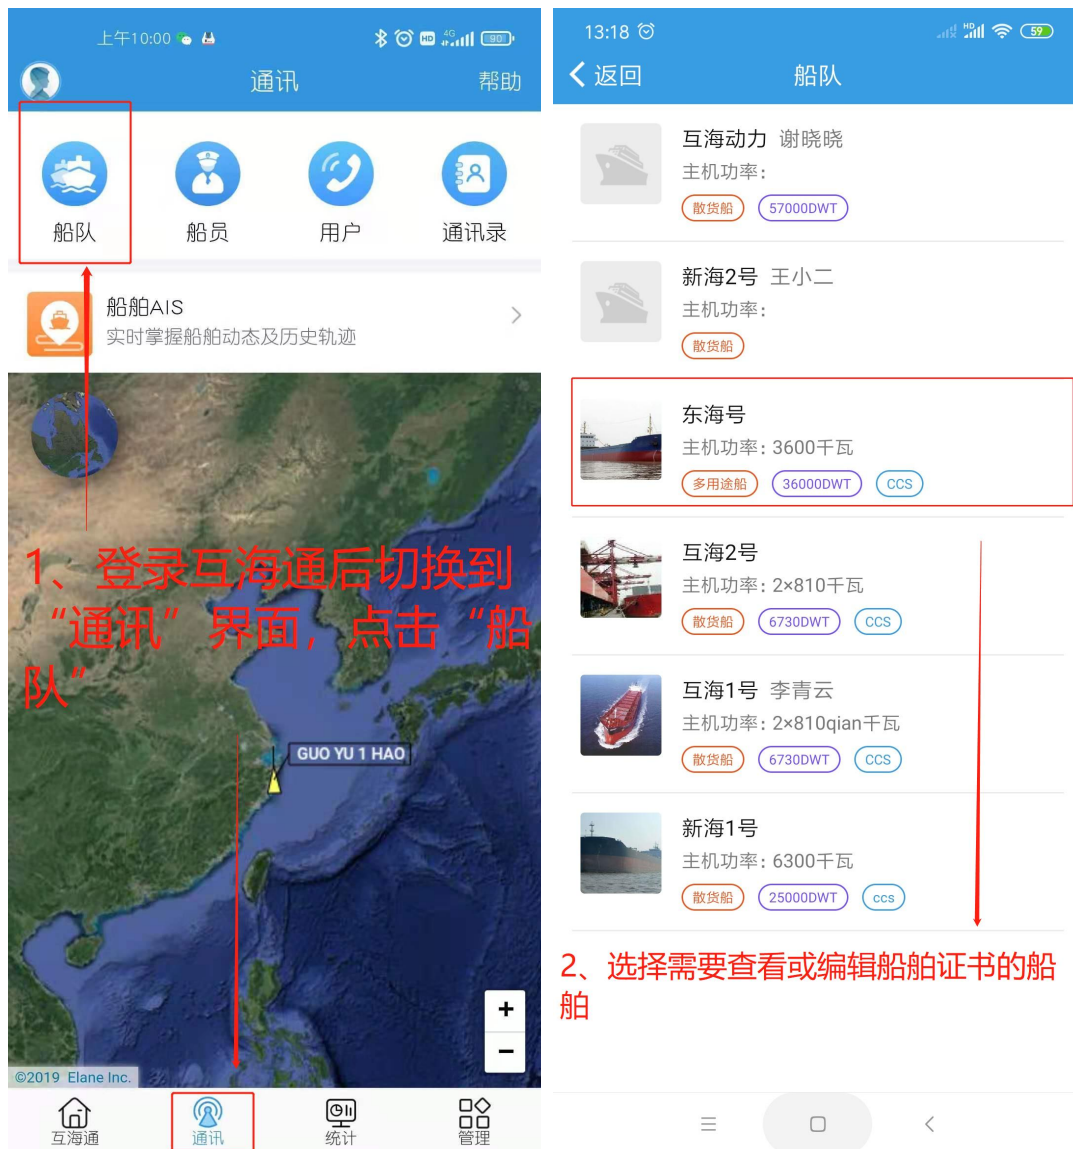 上午10:00
HD
4G
90
通讯
帮助
船队
船员
用户
通讯录
船舶AIS
实时掌握船舶动态及历史轨迹
1、登录互海通后切换到
“通讯”界面，点击“船
队”
GUO YU 1 HAO
+
−
©2019 Elane Inc.
互海通
通讯
统计
管理
13:18
HD
59
返回
船队
互海动力 谢晓晓
主机功率:
散货船 57000DWT
新海2号 王小二
主机功率:
散货船
东海号
主机功率: 3600千瓦
多用途船 36000DWT CCS
互海2号
主机功率: 2×810千瓦
散货船 6730DWT CCS
互海1号 李青云
主机功率: 2×810qian千瓦
散货船 6730DWT CCS
新海1号
主机功率: 6300千瓦
散货船 25000DWT ccs
2、选择需要查看或编辑船舶证书的船
舶